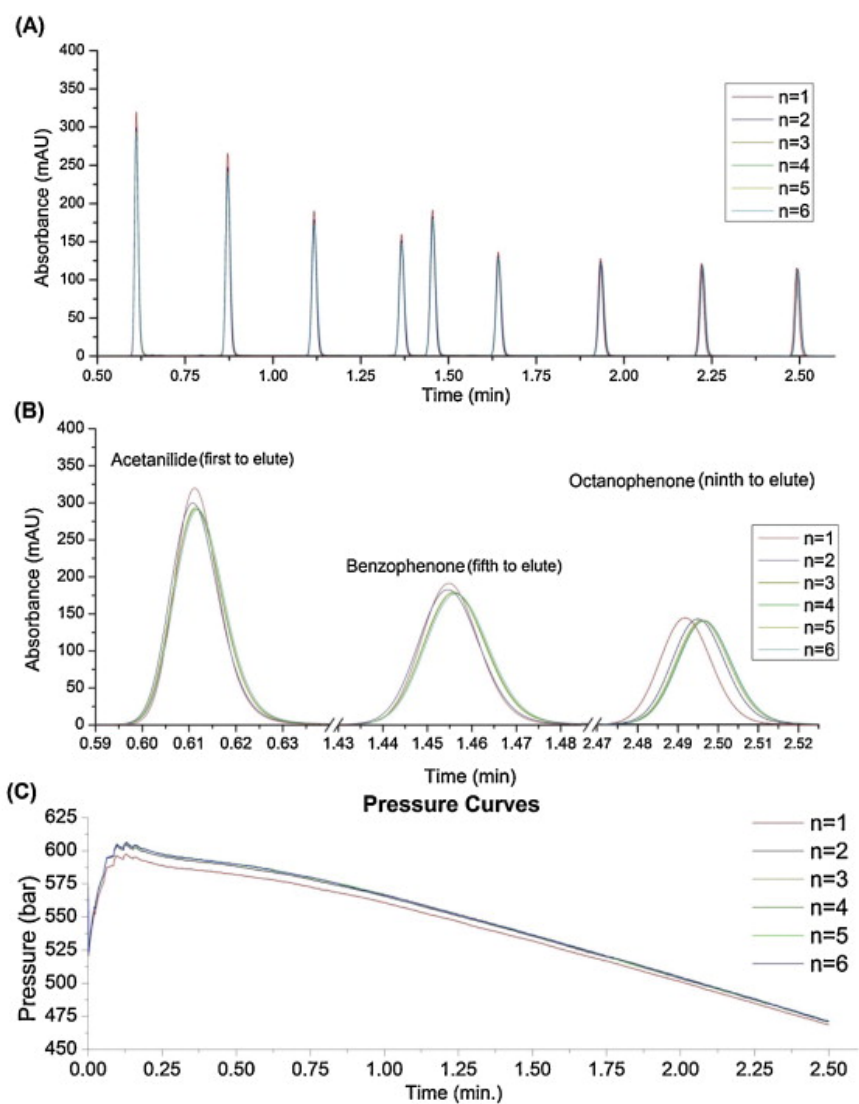 (A)
400
350
300
250
200
150
100
50
0
Absorbance (mAU)
n=1
n=2
n=3
n=4
n=5
n=6
0.50 0.75 1.00 1.25 1.50 1.75 2.00 2.25 2.50
Time (min)
(B)
400
350
300
250
200
150
100
50
0
Absorbance (mAU)
Acetanilide (first to elute)
Benzophenone (fifth to elute)
Octanophenone (ninth to elute)
n=1
n=2
n=3
n=4
n=5
n=6
0.59 0.60 0.61 0.62 0.63 1.43 1.44 1.45 1.46 1.47 1.48 2.47 2.48 2.49 2.50 2.51 2.52
Time (min)
(C)
Pressure Curves
625
600
575
550
525
500
475
450
Pressure (bar)
n=1
n=2
n=3
n=4
n=5
n=6
0.00 0.25 0.50 0.75 1.00 1.25 1.50 1.75 2.00 2.25 2.50
Time (min.)